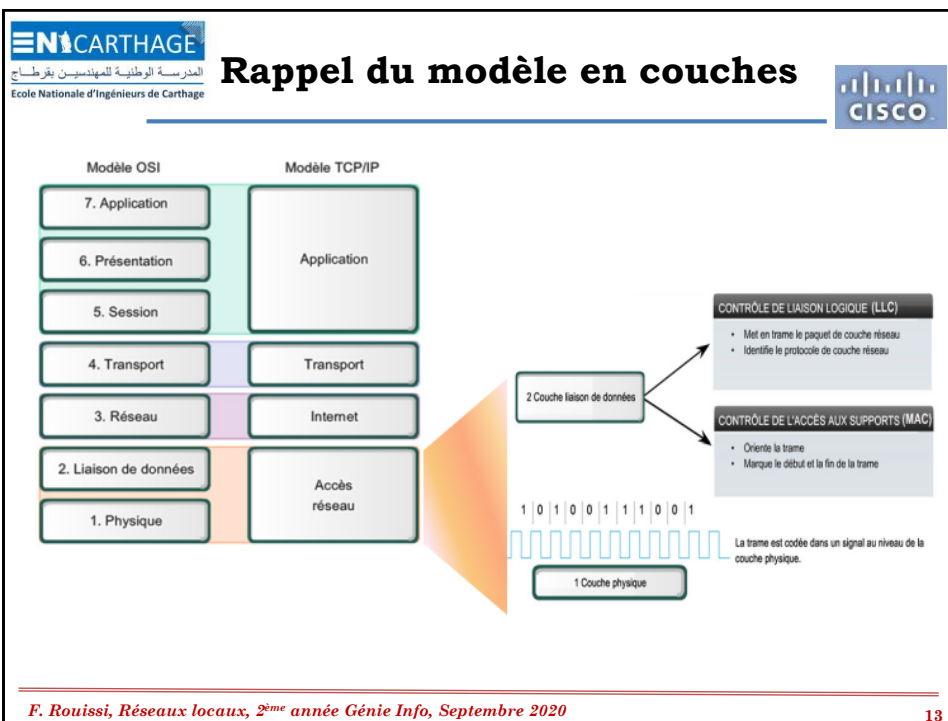 ENICARTHAGE
المدرســة الوطنيــة للمهندسيــن بقرطــاج
Ecole Nationale d'Ingénieurs de Carthage
Rappel du modèle en couches
CISCO
Modèle OSI
Modèle TCP/IP
7. Application
6. Présentation
5. Session
Application
4. Transport
Transport
3. Réseau
Internet
2. Liaison de données
1. Physique
Accès
réseau
2 Couche liaison de données
CONTRÔLE DE LIAISON LOGIQUE (LLC)
• Met en trame le paquet de couche réseau
• Identifie le protocole de couche réseau
CONTRÔLE DE L'ACCÈS AUX SUPPORTS (MAC)
• Oriente la trame
• Marque le début et la fin de la trame
1 0 1 0 0 1 1 1 0 0 1
La trame est codée dans un signal au niveau de la
couche physique.
1 Couche physique
F. Rouissi, Réseaux locaux, 2ème année Génie Info, Septembre 2020
13